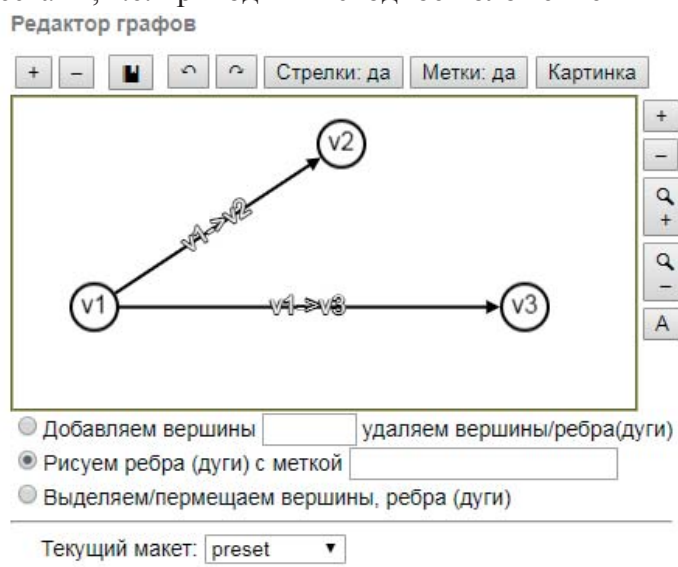 Редактор графов
+ – Стрелки: да Метки: да Картинка
+
–
v2
+
v1->v2
–
v1 v1->v3 v3
A
Добавляем вершины удаляем вершины/ребра(дуги)
Рисуем ребра (дуги) с меткой
Выделяем/пермещаем вершины, ребра (дуги)
Текущий макет: preset